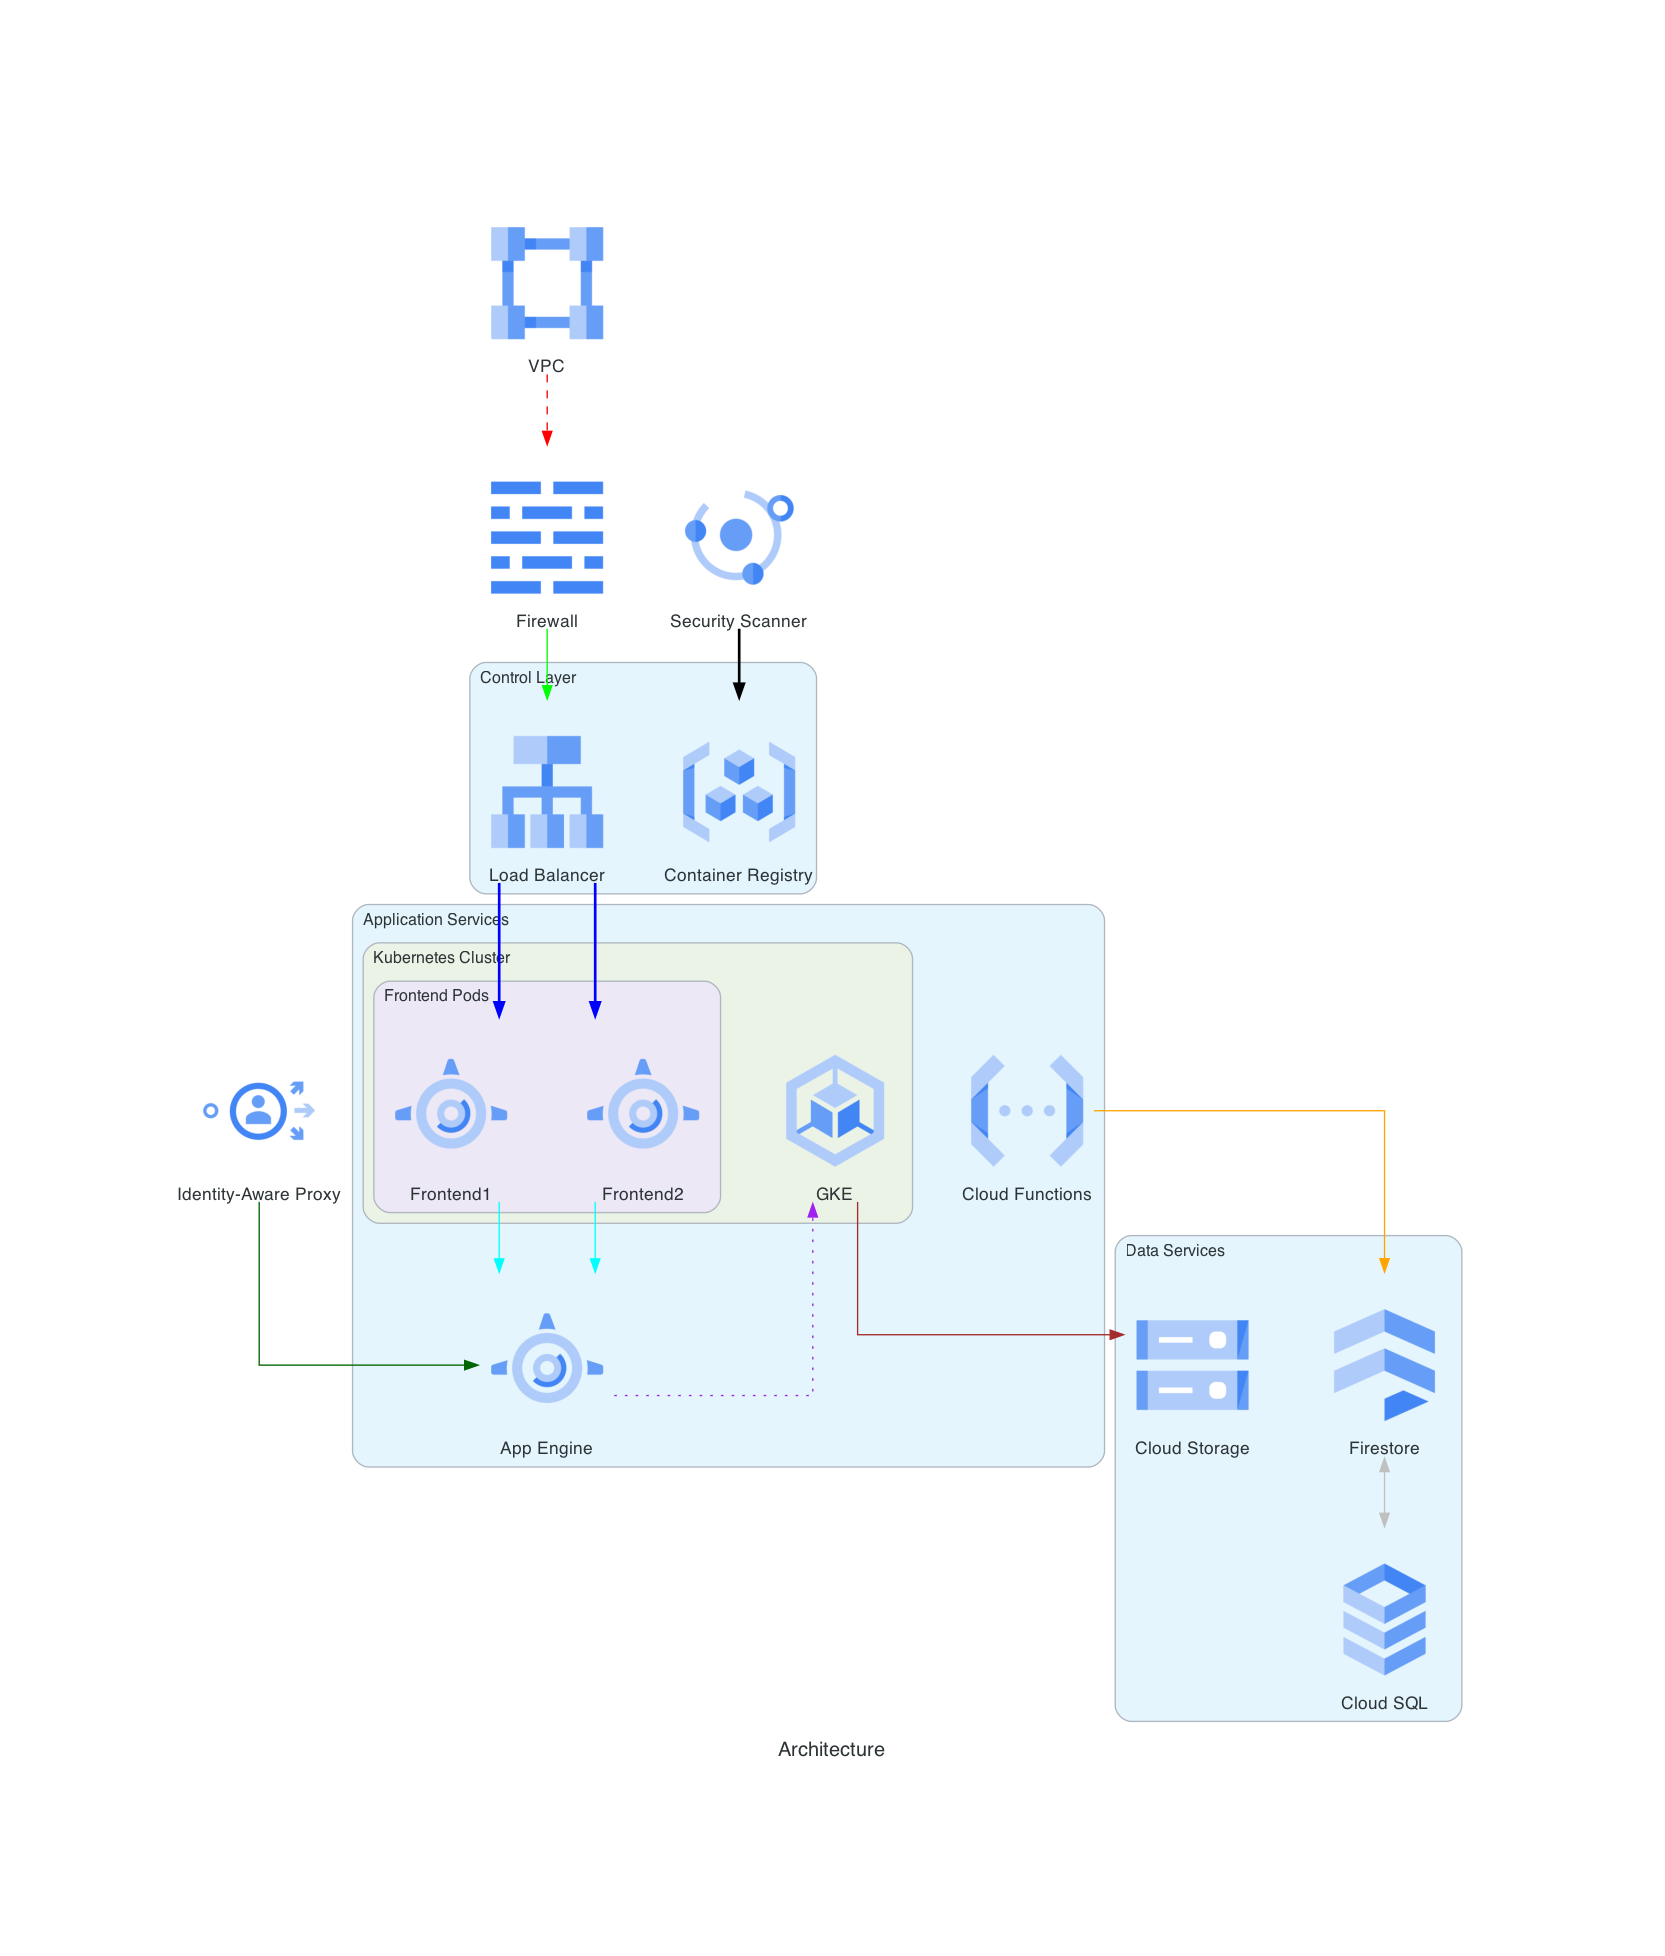 VPC
Firewall
Security Scanner
Control Layer
Load Balancer
Container Registry
Application Services
Kubernetes Cluster
Frontend Pods
Identity-Aware Proxy
Frontend1
Frontend2
GKE
Cloud Functions
Data Services
App Engine
Cloud Storage
Firestore
Cloud SQL
Architecture